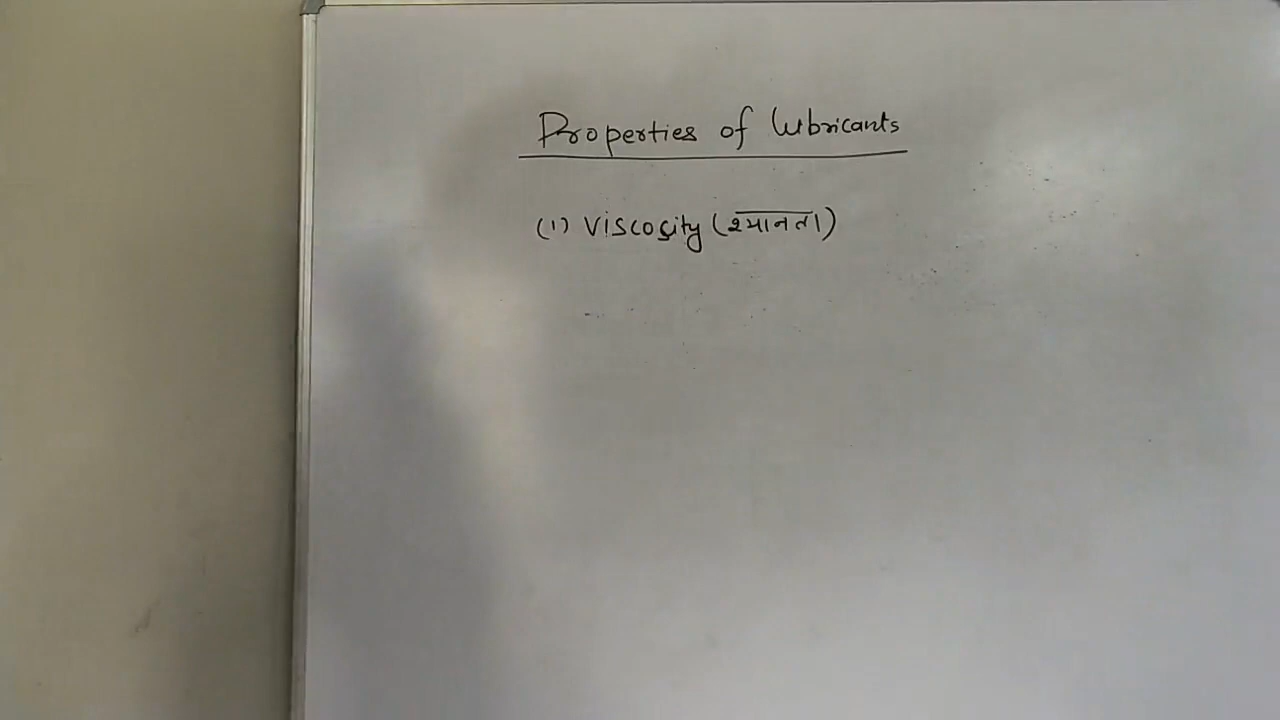 Properties of lubricants
(1) Viscosity (श्यानता)